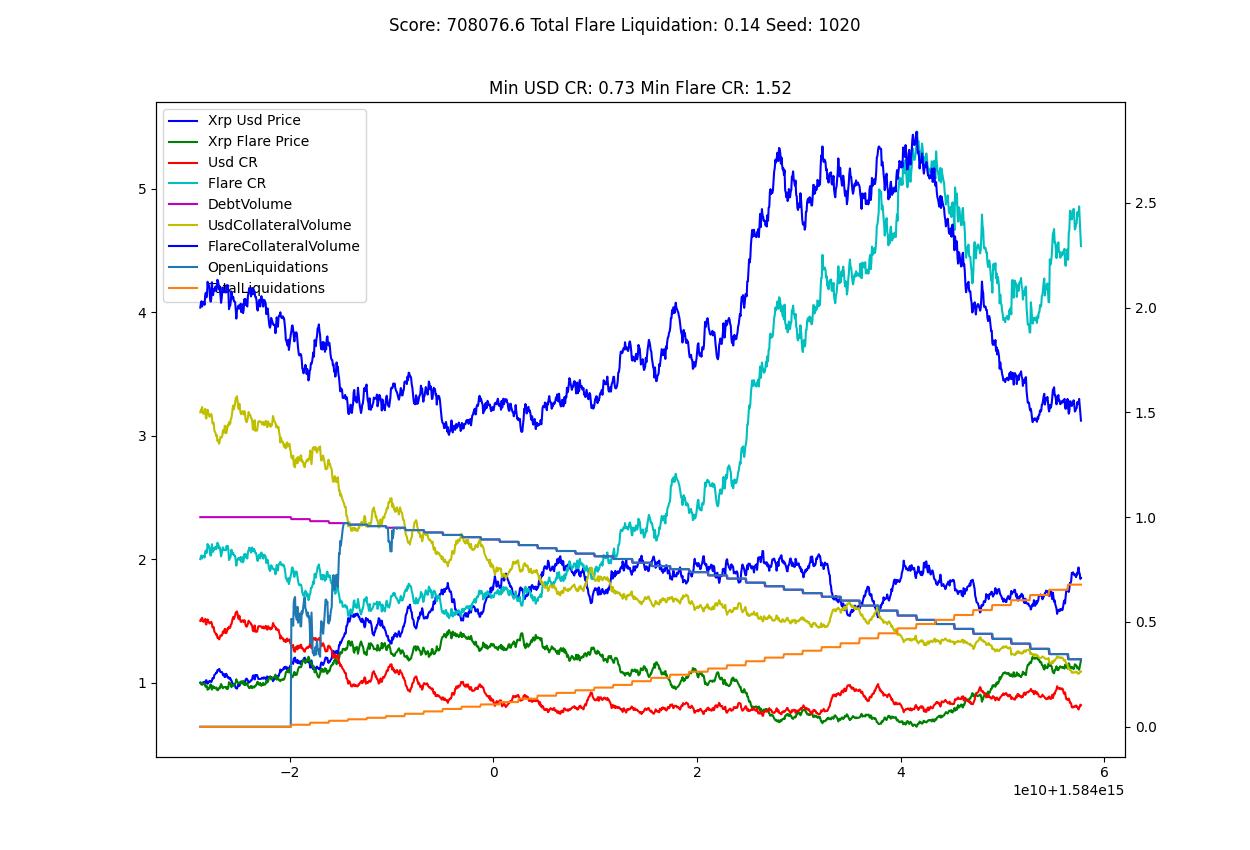 Score: 708076.6 Total Flare Liquidation: 0.14 Seed: 1020
Min USD CR: 0.73 Min Flare CR: 1.52
Xrp Usd Price
Xrp Flare Price
Usd CR
Flare CR
DebtVolume
UsdCollateralVolume
FlareCollateralVolume
OpenLiquidations
TotalLiquidations
5
4
3
2
1
2.5
2.0
1.5
1.0
0.5
0.0
−2
0
2
4
6
1e10+1.584e15